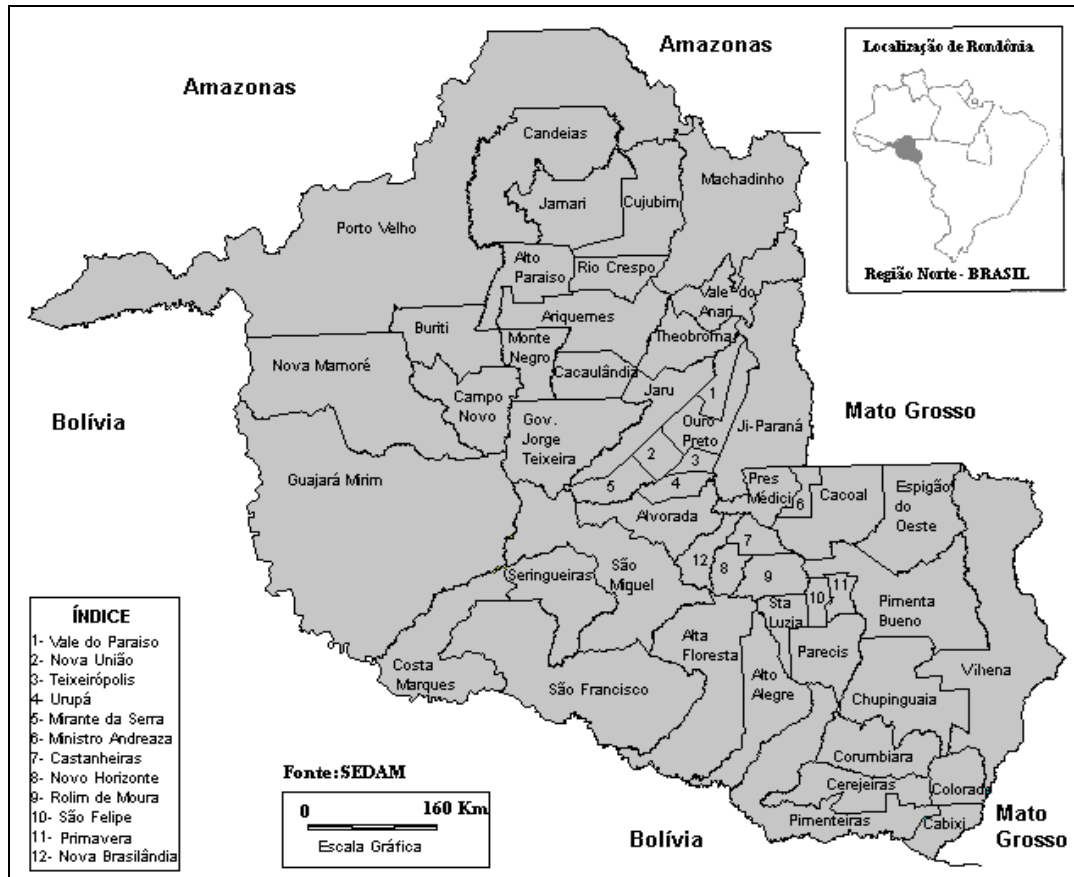 Amazonas
Amazonas
Localização de Rondônia
Região Norte - BRASIL
Candeias
Machadinho
Jamari
Cujubim
Porto Velho
Alto
Paraiso
Rio Crespo
Vale do
Anari
Ariquemes
Buriti
Monte
Negro
Theobroma
Nova Mamoré
Cacaulândia
Jaru
1
Campo
Novo
Bolívia
Mato Grosso
Gov.
Jorge
Teixeira
Ouro
Preto
Ji-Paraná
2
3
Guajará Mirim
5
4
Pres
Médici
6
Cacoal
Espigão
do
Oeste
Alvorada
7
12
8
9
São
Miguel
Seringueiras
Sta
Luzia
10
11
Pimenta
Bueno
Alta
Floresta
Parecis
Costa
Marques
São Francisco
Alto
Alegre
Vihena
Chupinguaia
Corumbiara
Cerejeiras
Colorado
Pimenteiras
Cabixi
Bolívia
Mato
Grosso
ÍNDICE
1- Vale do Paraiso
2- Nova União
3- Teixeirópolis
4- Urupá
5- Mirante da Serra
6- Ministro Andreaza
7- Castanheiras
8- Novo Horizonte
9- Rolim de Moura
10- São Felipe
11- Primavera
12- Nova Brasilândia
Fonte:SEDAM
0 160 Km
Escala Gráfica